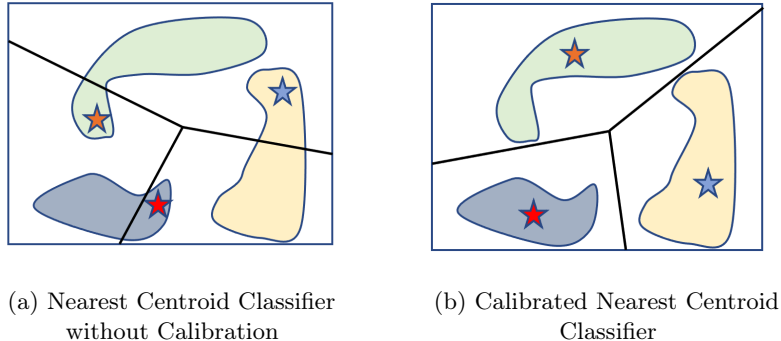 (a) Nearest Centroid Classifier
without Calibration
(b) Calibrated Nearest Centroid
Classifier